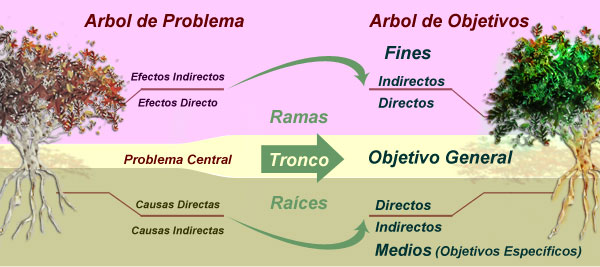 Arbol de Problema
Arbol de Objetivos
Fines
Efectos Indirectos
Indirectos
Efectos Directo
Directos
Ramas
Problema Central
Tronco
Objetivo General
Causas Directas
Raíces
Directos
Causas Indirectas
Indirectos
Medios (Objetivos Específicos)